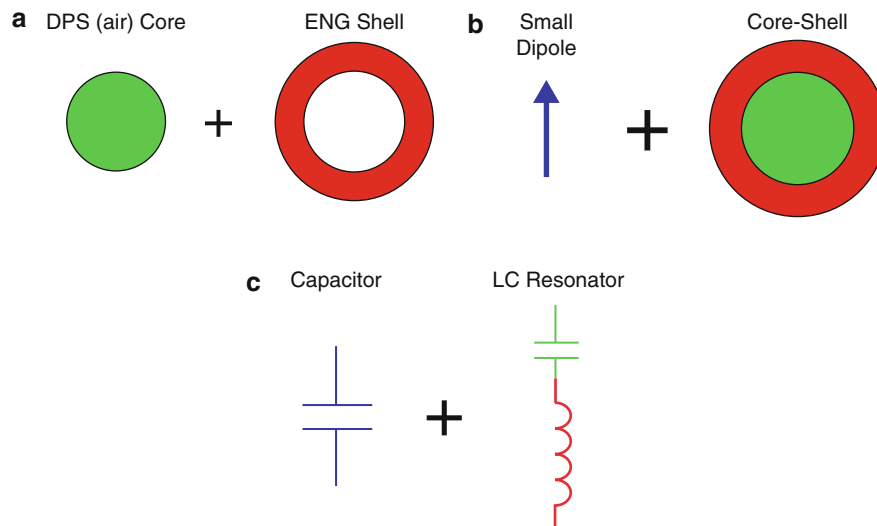 a DPS (air) Core
ENG Shell
b Small
Dipole
Core-Shell
c Capacitor
LC Resonator